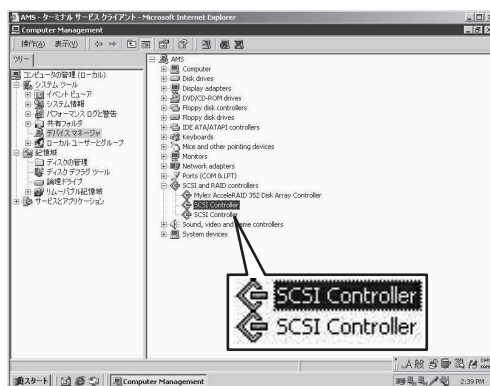 AMS - ターミナル サービス クライアント - Microsoft Internet Explorer
Computer Management
操作(A) 表示(V)
ツリー
コンピュータの管理 (ローカル)
システム ツール
イベント ビューア
システム情報
パフォーマンス ログと警告
共有フォルダ
デバイス マネージャ
ローカル ユーザーとグループ
記憶域
ディスクの管理
ディスク デフラグ ツール
論理ドライブ
リムーバブル記憶域
サービスとアプリケーション
AMS
Computer
Disk drives
Display adapters
DVD/CD-ROM drives
Floppy disk controllers
Floppy disk drives
IDE ATA/ATAPI controllers
Keyboards
Mice and other pointing devices
Monitors
Network adapters
Ports (COM & LPT)
SCSI and RAID controllers
Mylex AcceleRAID 352 Disk Array Controller
SCSI Controller
SCSI Controller
Sound, video and game controllers
System devices
SCSI Controller
SCSI Controller
A般
スタート
Computer Management
2:39 PM